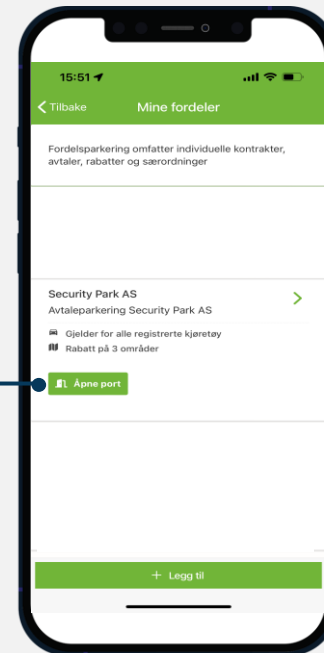 15:51
Tilbake
Mine fordeler
Fordelsparkering omfatter individuelle kontrakter,
avtaler, rabatter og særordninger
Security Park AS
Avtaleparkering Security Park AS
Gjelder for alle registrerte kjøretøy
Rabatt på 3 områder
Åpne port
+ Legg til